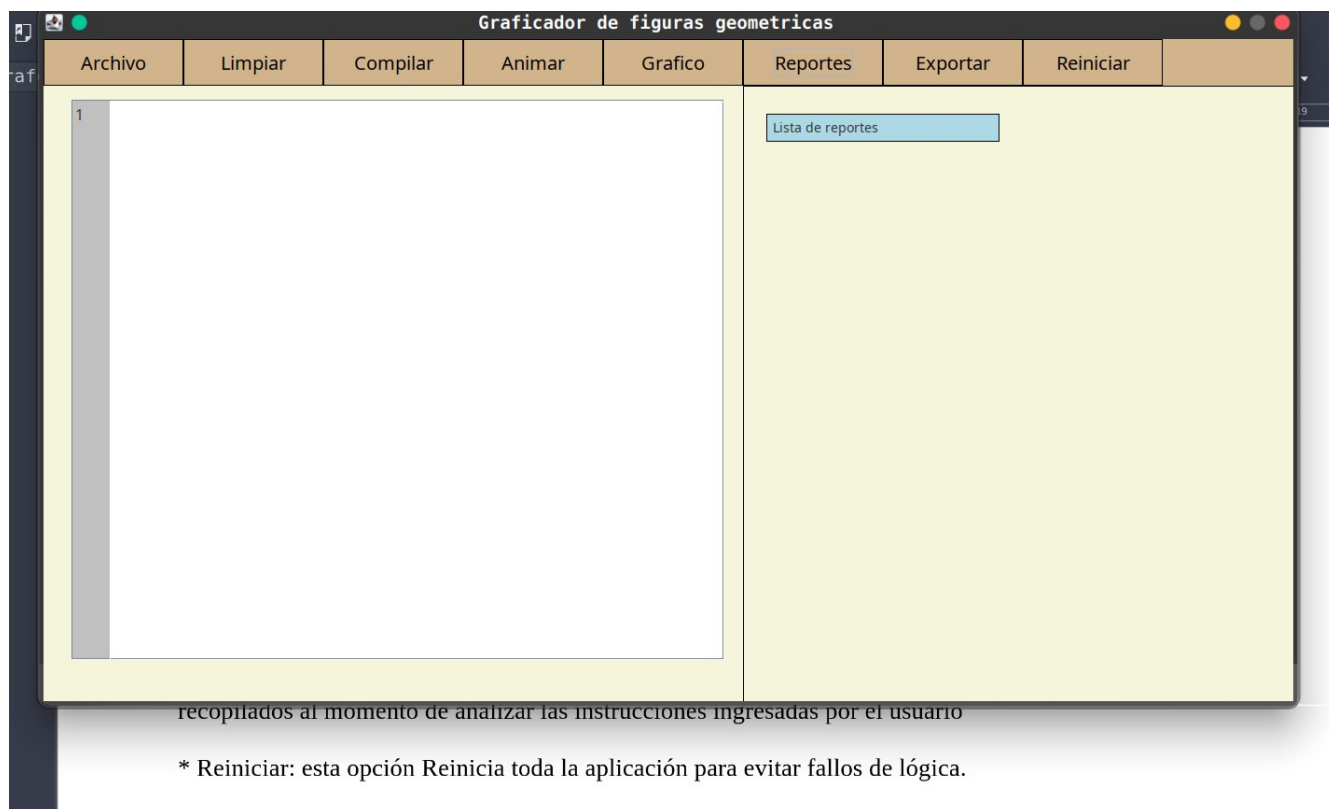 Graficador de figuras geometricas
Archivo Limpiar Compilar Animar Grafico Reportes Exportar Reiniciar
1
Lista de reportes
recopilados al momento de analizar las instrucciones ingresadas por el usuario
* Reiniciar: esta opción Reinicia toda la aplicación para evitar fallos de lógica.